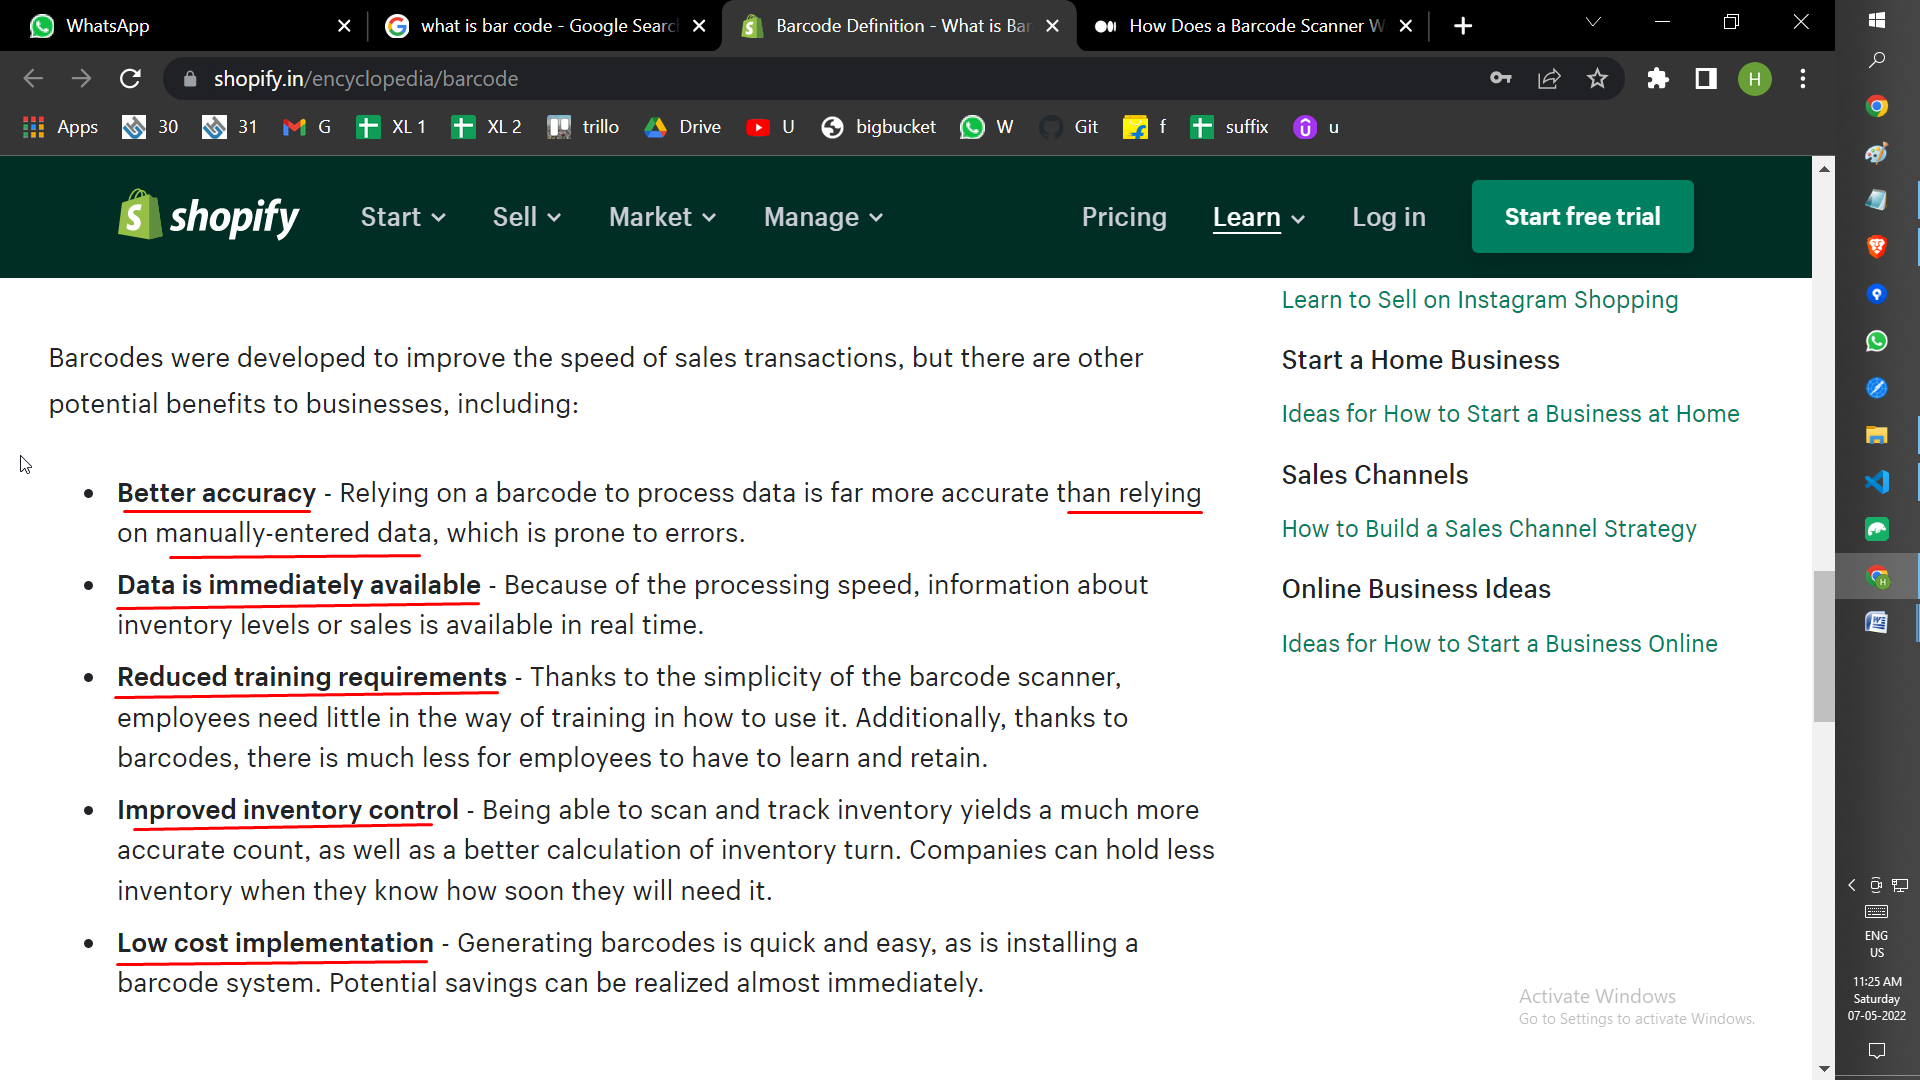 WhatsApp
what is bar code - Google Searc
Barcode Definition - What is Bar
How Does a Barcode Scanner W
shopify.in/encyclopedia/barcode
H
Apps 30 31 G XL 1 XL 2 trillo Drive U bigbucket W Git f suffix u
shopify Start Sell Market Manage Pricing Learn Log in Start free trial
Barcodes were developed to improve the speed of sales transactions, but there are other
potential benefits to businesses, including:
• Better accuracy - Relying on a barcode to process data is far more accurate than relying
on manually-entered data, which is prone to errors.
• Data is immediately available - Because of the processing speed, information about
inventory levels or sales is available in real time.
• Reduced training requirements - Thanks to the simplicity of the barcode scanner,
employees need little in the way of training in how to use it. Additionally, thanks to
barcodes, there is much less for employees to have to learn and retain.
• Improved inventory control - Being able to scan and track inventory yields a much more
accurate count, as well as a better calculation of inventory turn. Companies can hold less
inventory when they know how soon they will need it.
• Low cost implementation - Generating barcodes is quick and easy, as is installing a
barcode system. Potential savings can be realized almost immediately.
Learn to Sell on Instagram Shopping
Start a Home Business
Ideas for How to Start a Business at Home
Sales Channels
How to Build a Sales Channel Strategy
Online Business Ideas
Ideas for How to Start a Business Online
Activate Windows
Go to Settings to activate Windows.
ENG
US
11:25 AM
Saturday
07-05-2022